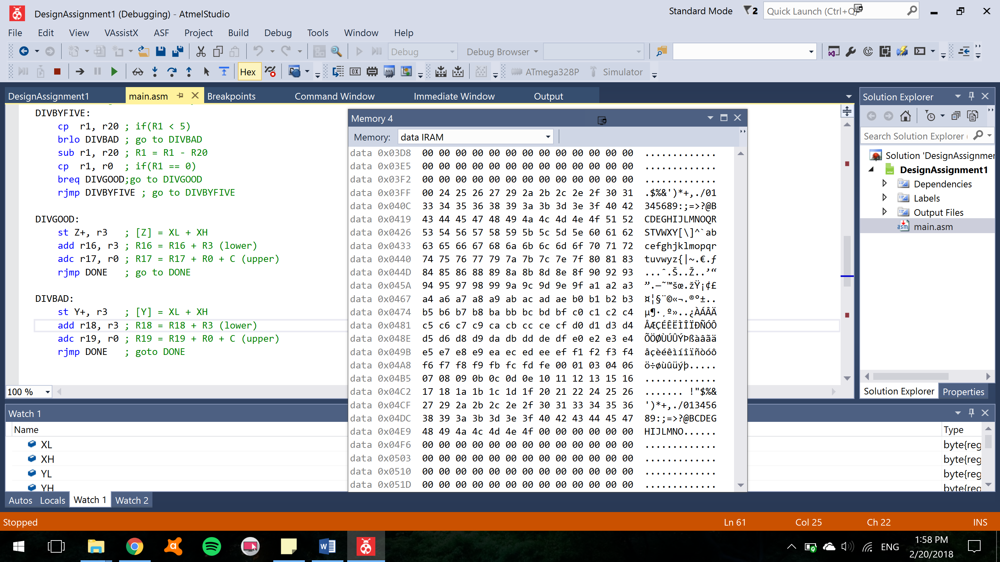 DesignAssignment1 (Debugging) - AtmelStudio
Standard Mode 2 Quick Launch (Ctrl+Q)
File Edit View VAssistX ASF Project Build Debug Tools Window Help
Debug Debug Browser
Hex ATmega328P Simulator
DesignAssignment1 main.asm Breakpoints Command Window Immediate Window Output
DIVBYFIVE:
cp r1, r20 ; if(R1 < 5)
brlo DIVBAD ; go to DIVBAD
sub r1, r20 ; R1 = R1 - R20
cp r1, r0 ; if(R1 == 0)
breq DIVGOOD;go to DIVGOOD
rjmp DIVBYFIVE ; go to DIVBYFIVE
DIVGOOD:
st Z+, r3 ; [Z] = XL + XH
add r16, r3 ; R16 = R16 + R3 (lower)
adc r17, r0 ; R17 = R17 + R0 + C (upper)
rjmp DONE ; go to DONE
DIVBAD:
st Y+, r3 ; [Y] = XL + XH
add r18, r3 ; R18 = R18 + R3 (lower)
adc r19, r0 ; R19 = R19 + R0 + C (upper)
rjmp DONE ; goto DONE
100 %
Memory 4
Memory: data IRAM
data 0x03D8 00 00 00 00 00 00 00 00 00 00 00 00 00 .............
data 0x03E5 00 00 00 00 00 00 00 00 00 00 00 00 00 .............
data 0x03F2 00 00 00 00 00 00 00 00 00 00 00 00 00 .............
data 0x03FF 00 24 25 26 27 29 2a 2b 2c 2e 2f 30 31 .$%&')*+,./01
data 0x040C 33 34 35 36 38 39 3a 3b 3d 3e 3f 40 42 345689:;=>?@B
data 0x0419 43 44 45 47 48 49 4a 4c 4d 4e 4f 51 52 CDEGHIJLMNOQR
data 0x0426 53 54 56 57 58 59 5b 5c 5d 5e 60 61 62 STVWXY[\]^`ab
data 0x0433 63 65 66 67 68 6a 6b 6c 6d 6f 70 71 72 cefghjklmopqr
data 0x0440 74 75 76 77 79 7a 7b 7c 7e 7f 80 81 83 tuvwyz{|~.€.ƒ
data 0x044D 84 85 86 88 89 8a 8b 8d 8e 8f 90 92 93 ...ˆ.Š..Ž..’“
data 0x045A 94 95 97 98 99 9a 9c 9d 9e 9f a1 a2 a3 ”.—˜™šœ.žŸ¡¢£
data 0x0467 a4 a6 a7 a8 a9 ab ac ad ae b0 b1 b2 b3 ¤¦§¨©«¬.®°±..
data 0x0474 b5 b6 b7 b8 ba bb bc bd bf c0 c1 c2 c4 µ¶·¸º»..¿ÀÁÂÄ
data 0x0481 c5 c6 c7 c9 ca cb cc ce cf d0 d1 d3 d4 ÅÆÇÉÊËÌÎÏÐÑÓÔ
data 0x048E d5 d6 d8 d9 da db dd de df e0 e2 e3 e4 ÕÖØÙÚÛÝÞßàâãä
data 0x049B e5 e7 e8 e9 ea ec ed ee ef f1 f2 f3 f4 åçèéêìíîïñòóô
data 0x04A8 f6 f7 f8 f9 fb fc fd fe 00 01 03 04 06 ö÷øùûüýþ.....
data 0x04B5 07 08 09 0b 0c 0d 0e 10 11 12 13 15 16 .............
data 0x04C2 17 18 1a 1b 1c 1d 1f 20 21 22 24 25 26 ....... !"$%&
data 0x04CF 27 29 2a 2b 2c 2e 2f 30 31 33 34 35 36 ')*+,./013456
data 0x04DC 38 39 3a 3b 3d 3e 3f 40 42 43 44 45 47 89:;=>?@BCDEG
data 0x04E9 48 49 4a 4c 4d 4e 4f 00 00 00 00 00 00 HIJLMNO......
data 0x04F6 00 00 00 00 00 00 00 00 00 00 00 00 00 .............
data 0x0503 00 00 00 00 00 00 00 00 00 00 00 00 00 .............
data 0x0510 00 00 00 00 00 00 00 00 00 00 00 00 00 .............
data 0x051D 00 00 00 00 00 00 00 00 00 00 00 00 00 .............
Solution Explorer
Search Solution Explorer
Solution 'DesignAssignmen
DesignAssignment1
Dependencies
Labels
Output Files
main.asm
Solution Explorer Properties
Watch 1
Name Type
XL byte{reg
XH byte{reg
YL byte{reg
YH byte{reg
Autos Locals Watch 1 Watch 2
Stopped Ln 61 Col 25 Ch 22 INS
ENG 1:58 PM
2/20/2018